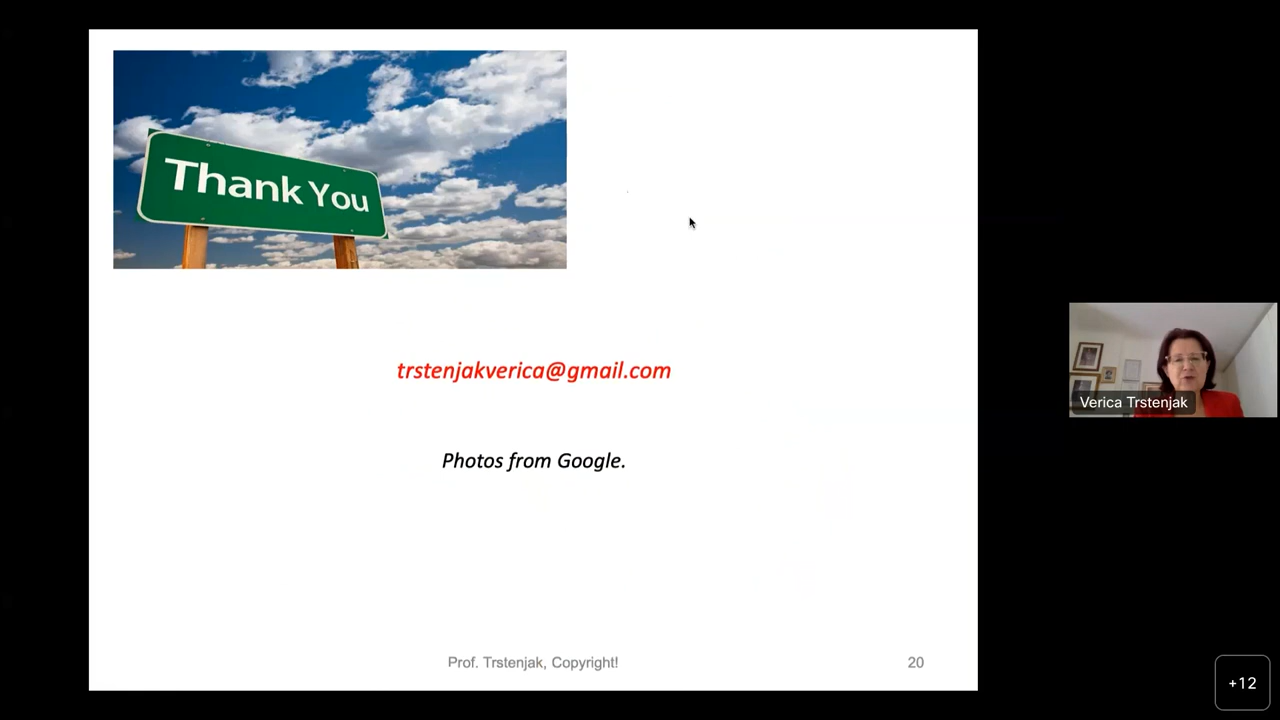 Thank You
trstenjakverica@gmail.com
Photos from Google.
Verica Trstenjak
Prof. Trstenjak, Copyright!
20
+12